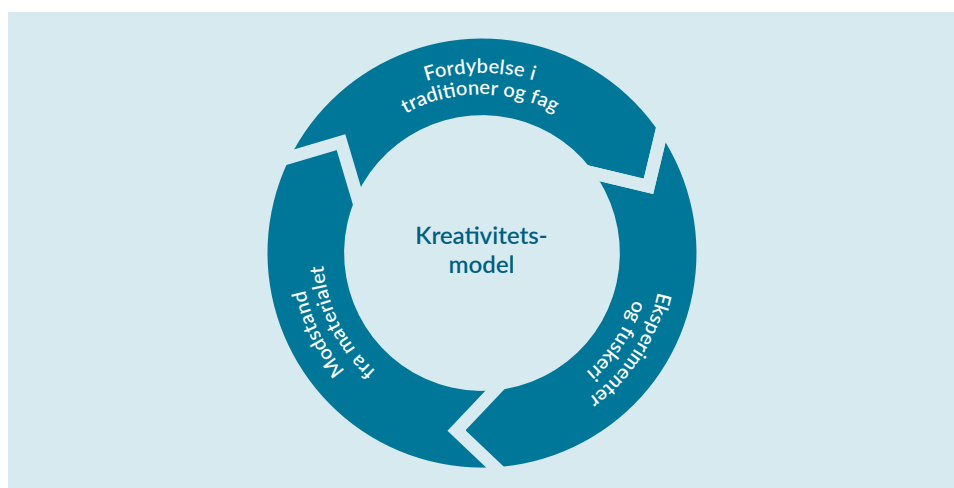 Fordybelse i
traditioner og fag
Kreativitets-
model
Eksperimenter
og fuskeri
Modstand
fra materialet